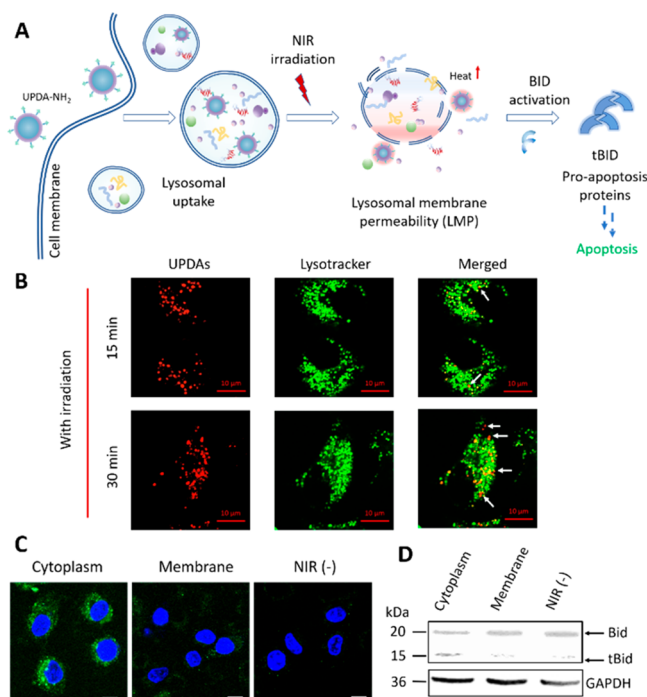 A
NIR
irradiation
UPDA-NH2
Heat
BID
activation
Cell membrane
Lysosomal
uptake
Lysosomal membrane
permeability (LMP)
tBID
Pro-apoptosis
proteins
Apoptosis
B
UPDAs
Lysotracker
Merged
With irradiation
15 min
10 μm
10 μm
10 μm
30 min
10 μm
10 μm
10 μm
C
Cytoplasm
Membrane
NIR (-)
D
Cytoplasm
Membrane
NIR (-)
kDa
20
Bid
15
tBid
36
GAPDH